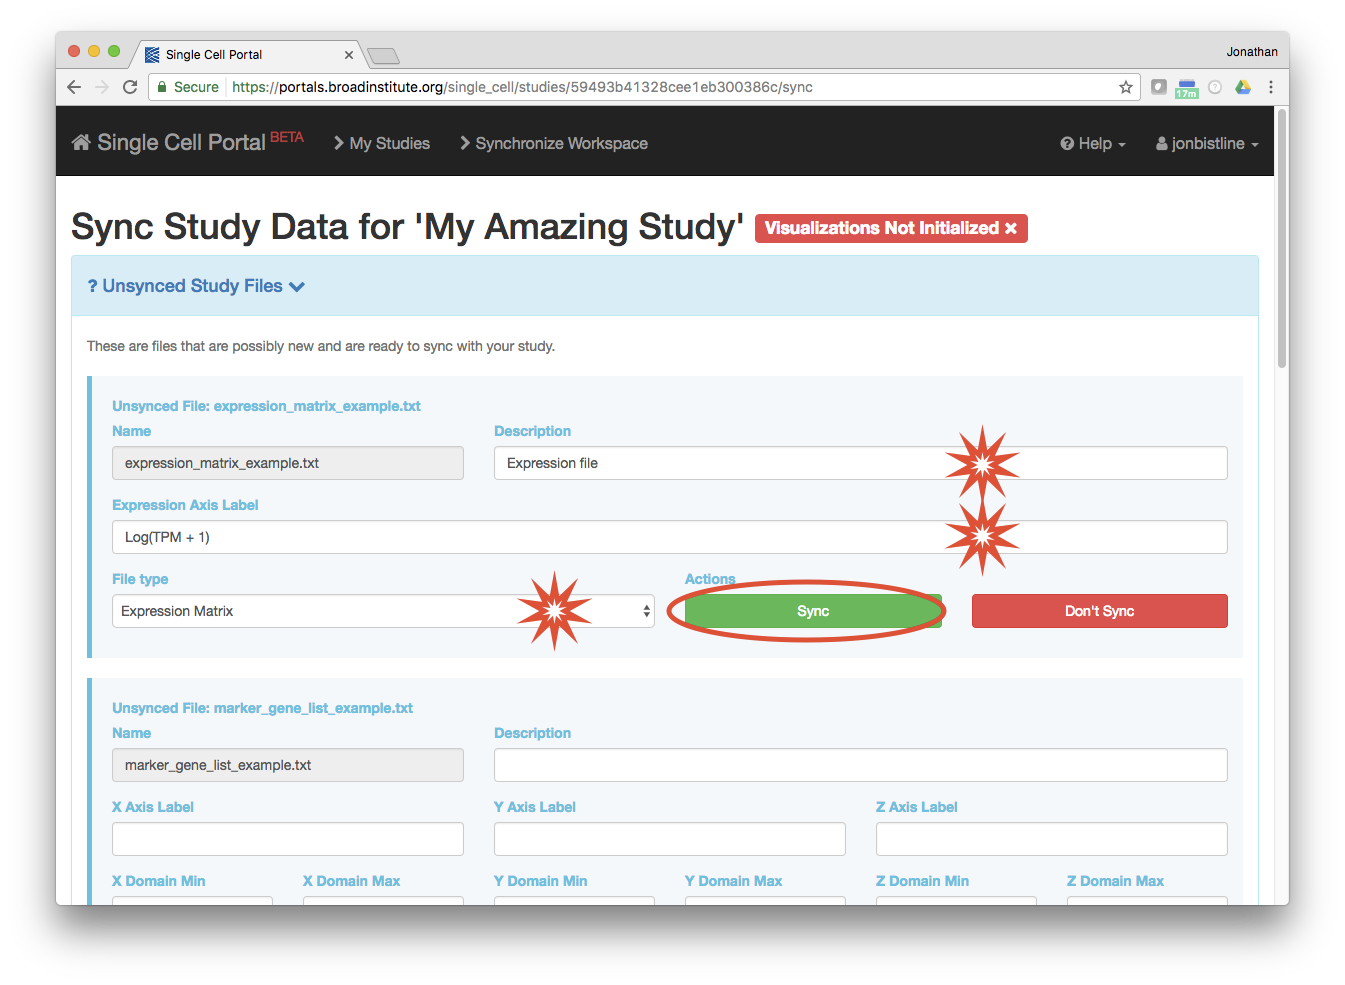 Single Cell Portal
Jonathan
Secure https://portals.broadinstitute.org/single_cell/studies/59493b41328cee1eb300386c/sync
17m
Single Cell Portal BETA
My Studies
Synchronize Workspace
Help
jonbistline
Sync Study Data for 'My Amazing Study' Visualizations Not Initialized
? Unsynced Study Files
These are files that are possibly new and are ready to sync with your study.
Unsynced File: expression_matrix_example.txt
Name Description
expression_matrix_example.txt Expression file
Expression Axis Label
Log(TPM + 1)
File type Actions
Expression Matrix Sync Don't Sync
Unsynced File: marker_gene_list_example.txt
Name Description
marker_gene_list_example.txt
X Axis Label Y Axis Label Z Axis Label
X Domain Min X Domain Max Y Domain Min Y Domain Max Z Domain Min Z Domain Max